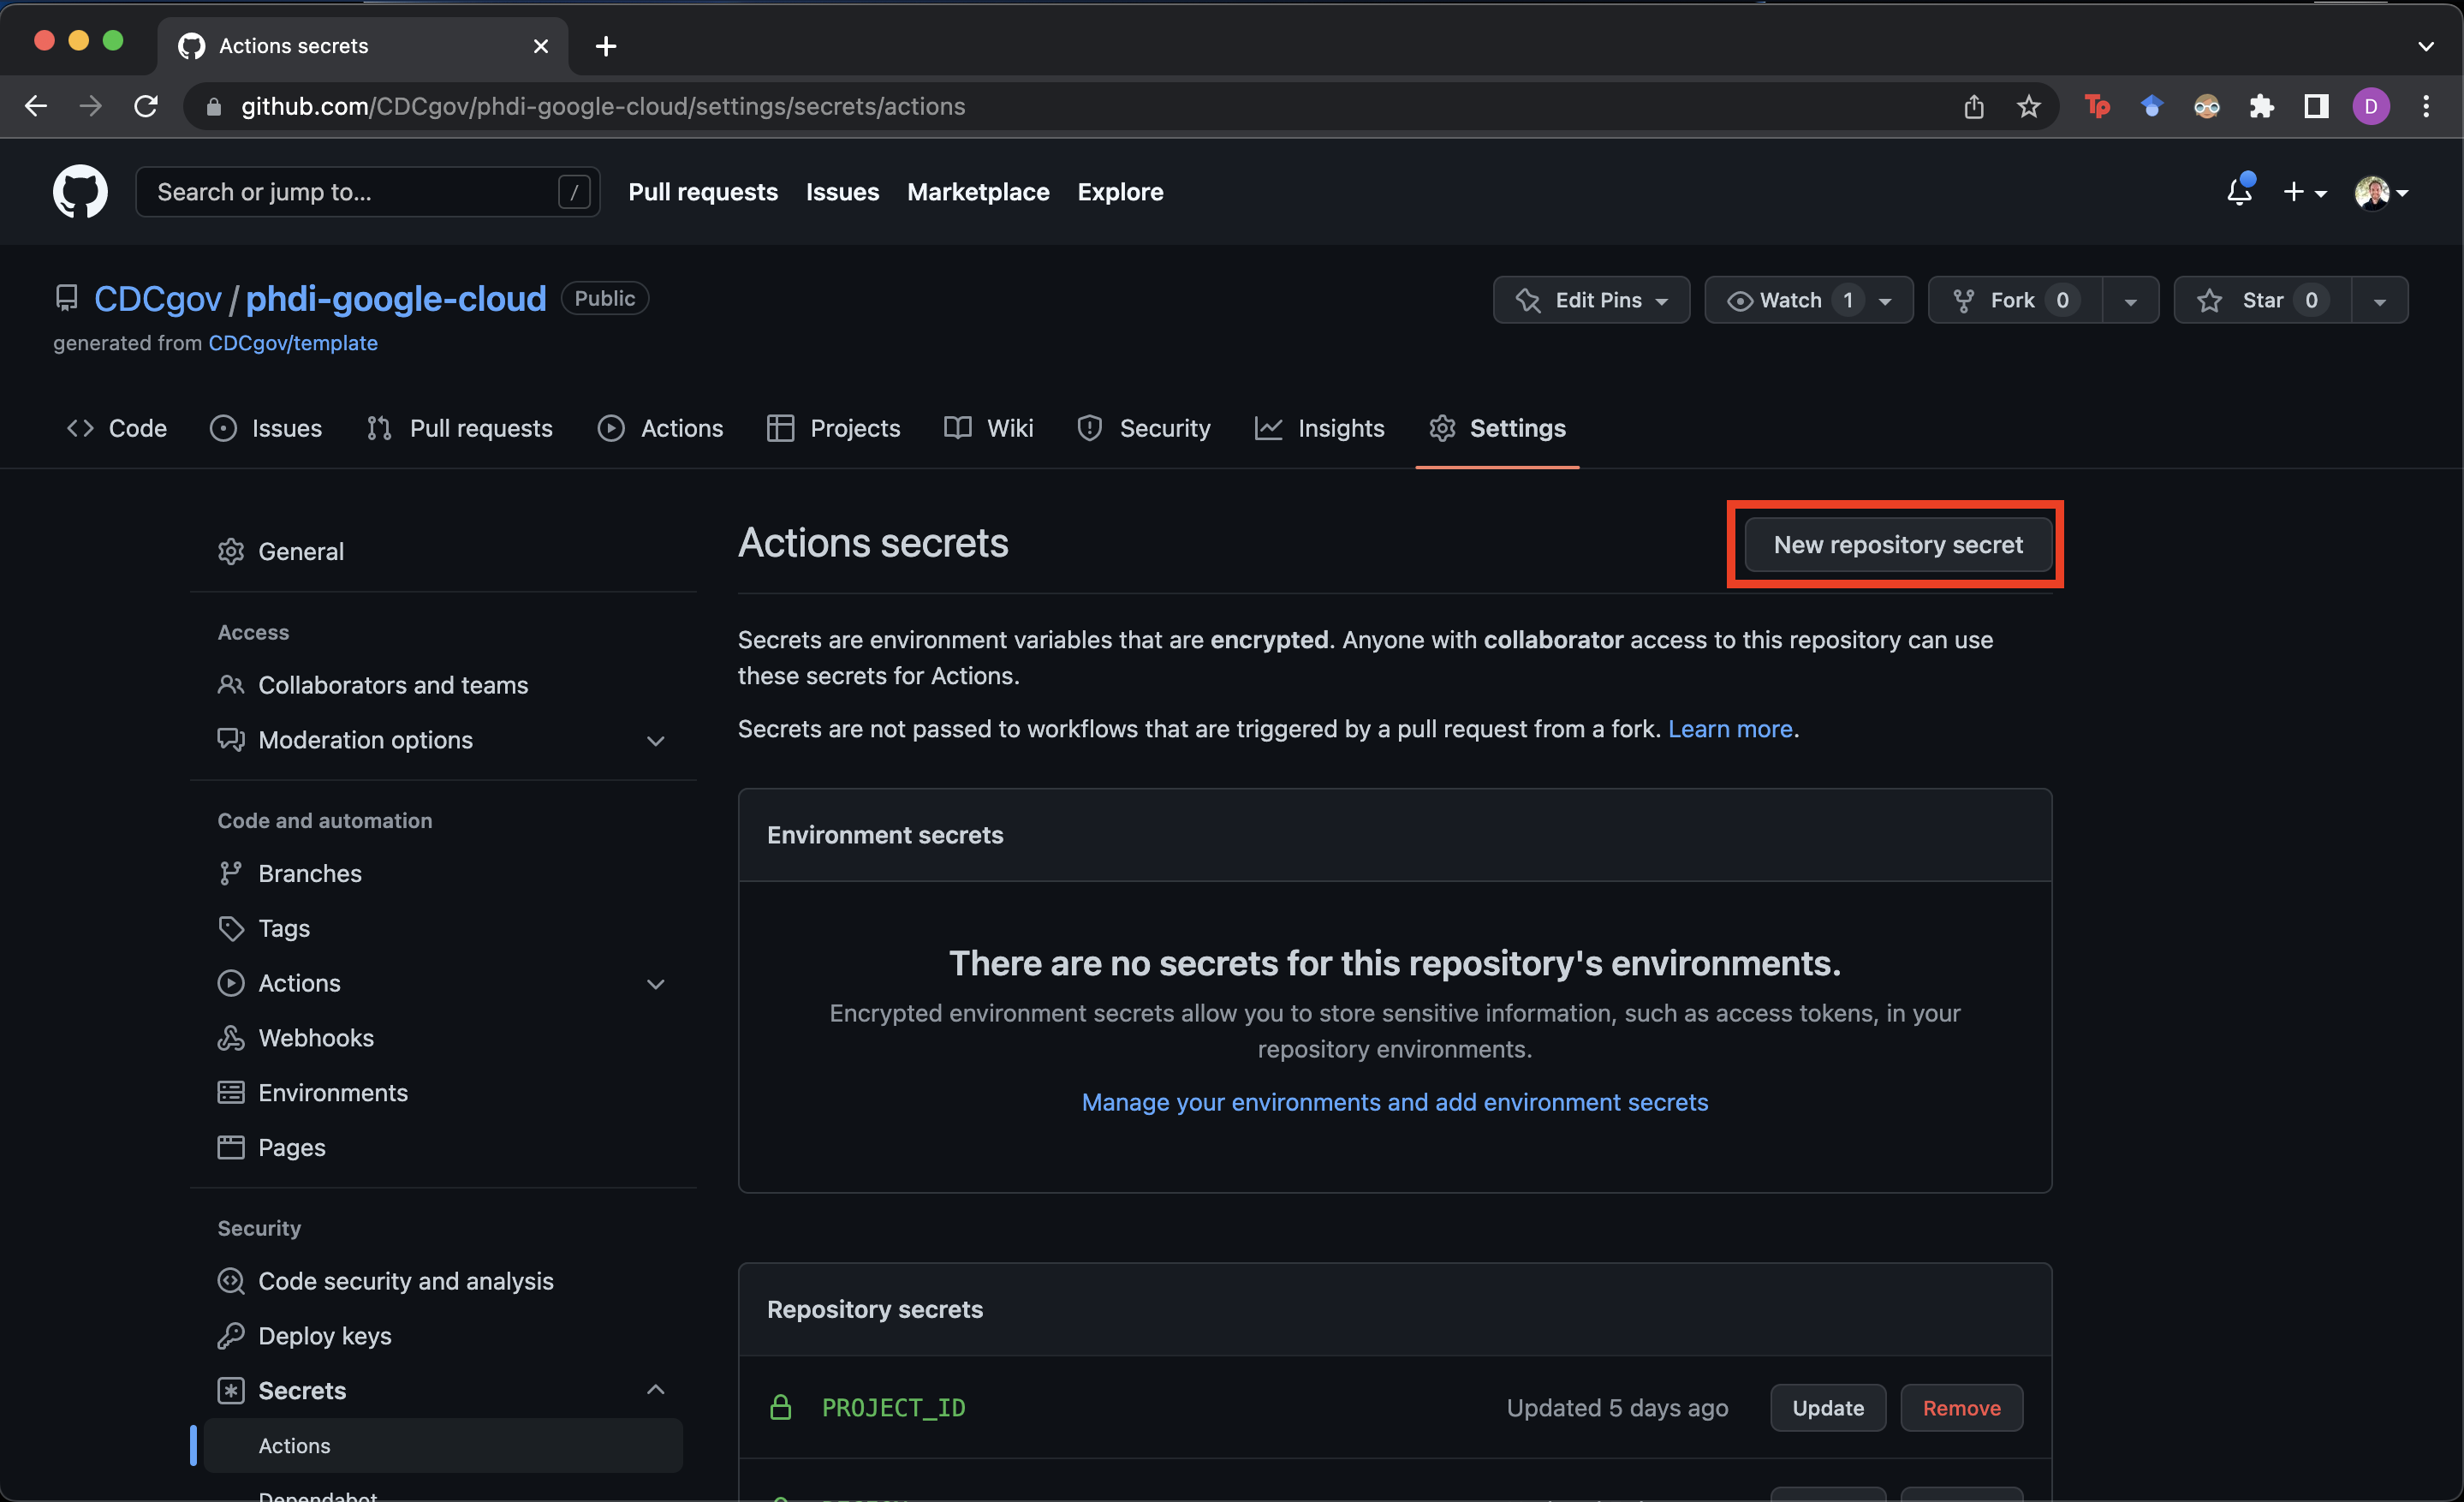 Actions secrets
github.com/CDCgov/phdi-google-cloud/settings/secrets/actions
D
Search or jump to... /
Pull requests Issues Marketplace Explore
CDCgov / phdi-google-cloud Public
Edit Pins Watch 1 Fork 0 Star 0
generated from CDCgov/template
Code Issues Pull requests Actions Projects Wiki Security Insights Settings
General
Access
Collaborators and teams
Moderation options
Code and automation
Branches
Tags
Actions
Webhooks
Environments
Pages
Security
Code security and analysis
Deploy keys
Secrets
Actions
Dependabot
Actions secrets
New repository secret
Secrets are environment variables that are encrypted. Anyone with collaborator access to this repository can use
these secrets for Actions.
Secrets are not passed to workflows that are triggered by a pull request from a fork. Learn more.
Environment secrets
There are no secrets for this repository's environments.
Encrypted environment secrets allow you to store sensitive information, such as access tokens, in your
repository environments.
Manage your environments and add environment secrets
Repository secrets
PROJECT_ID Updated 5 days ago Update Remove